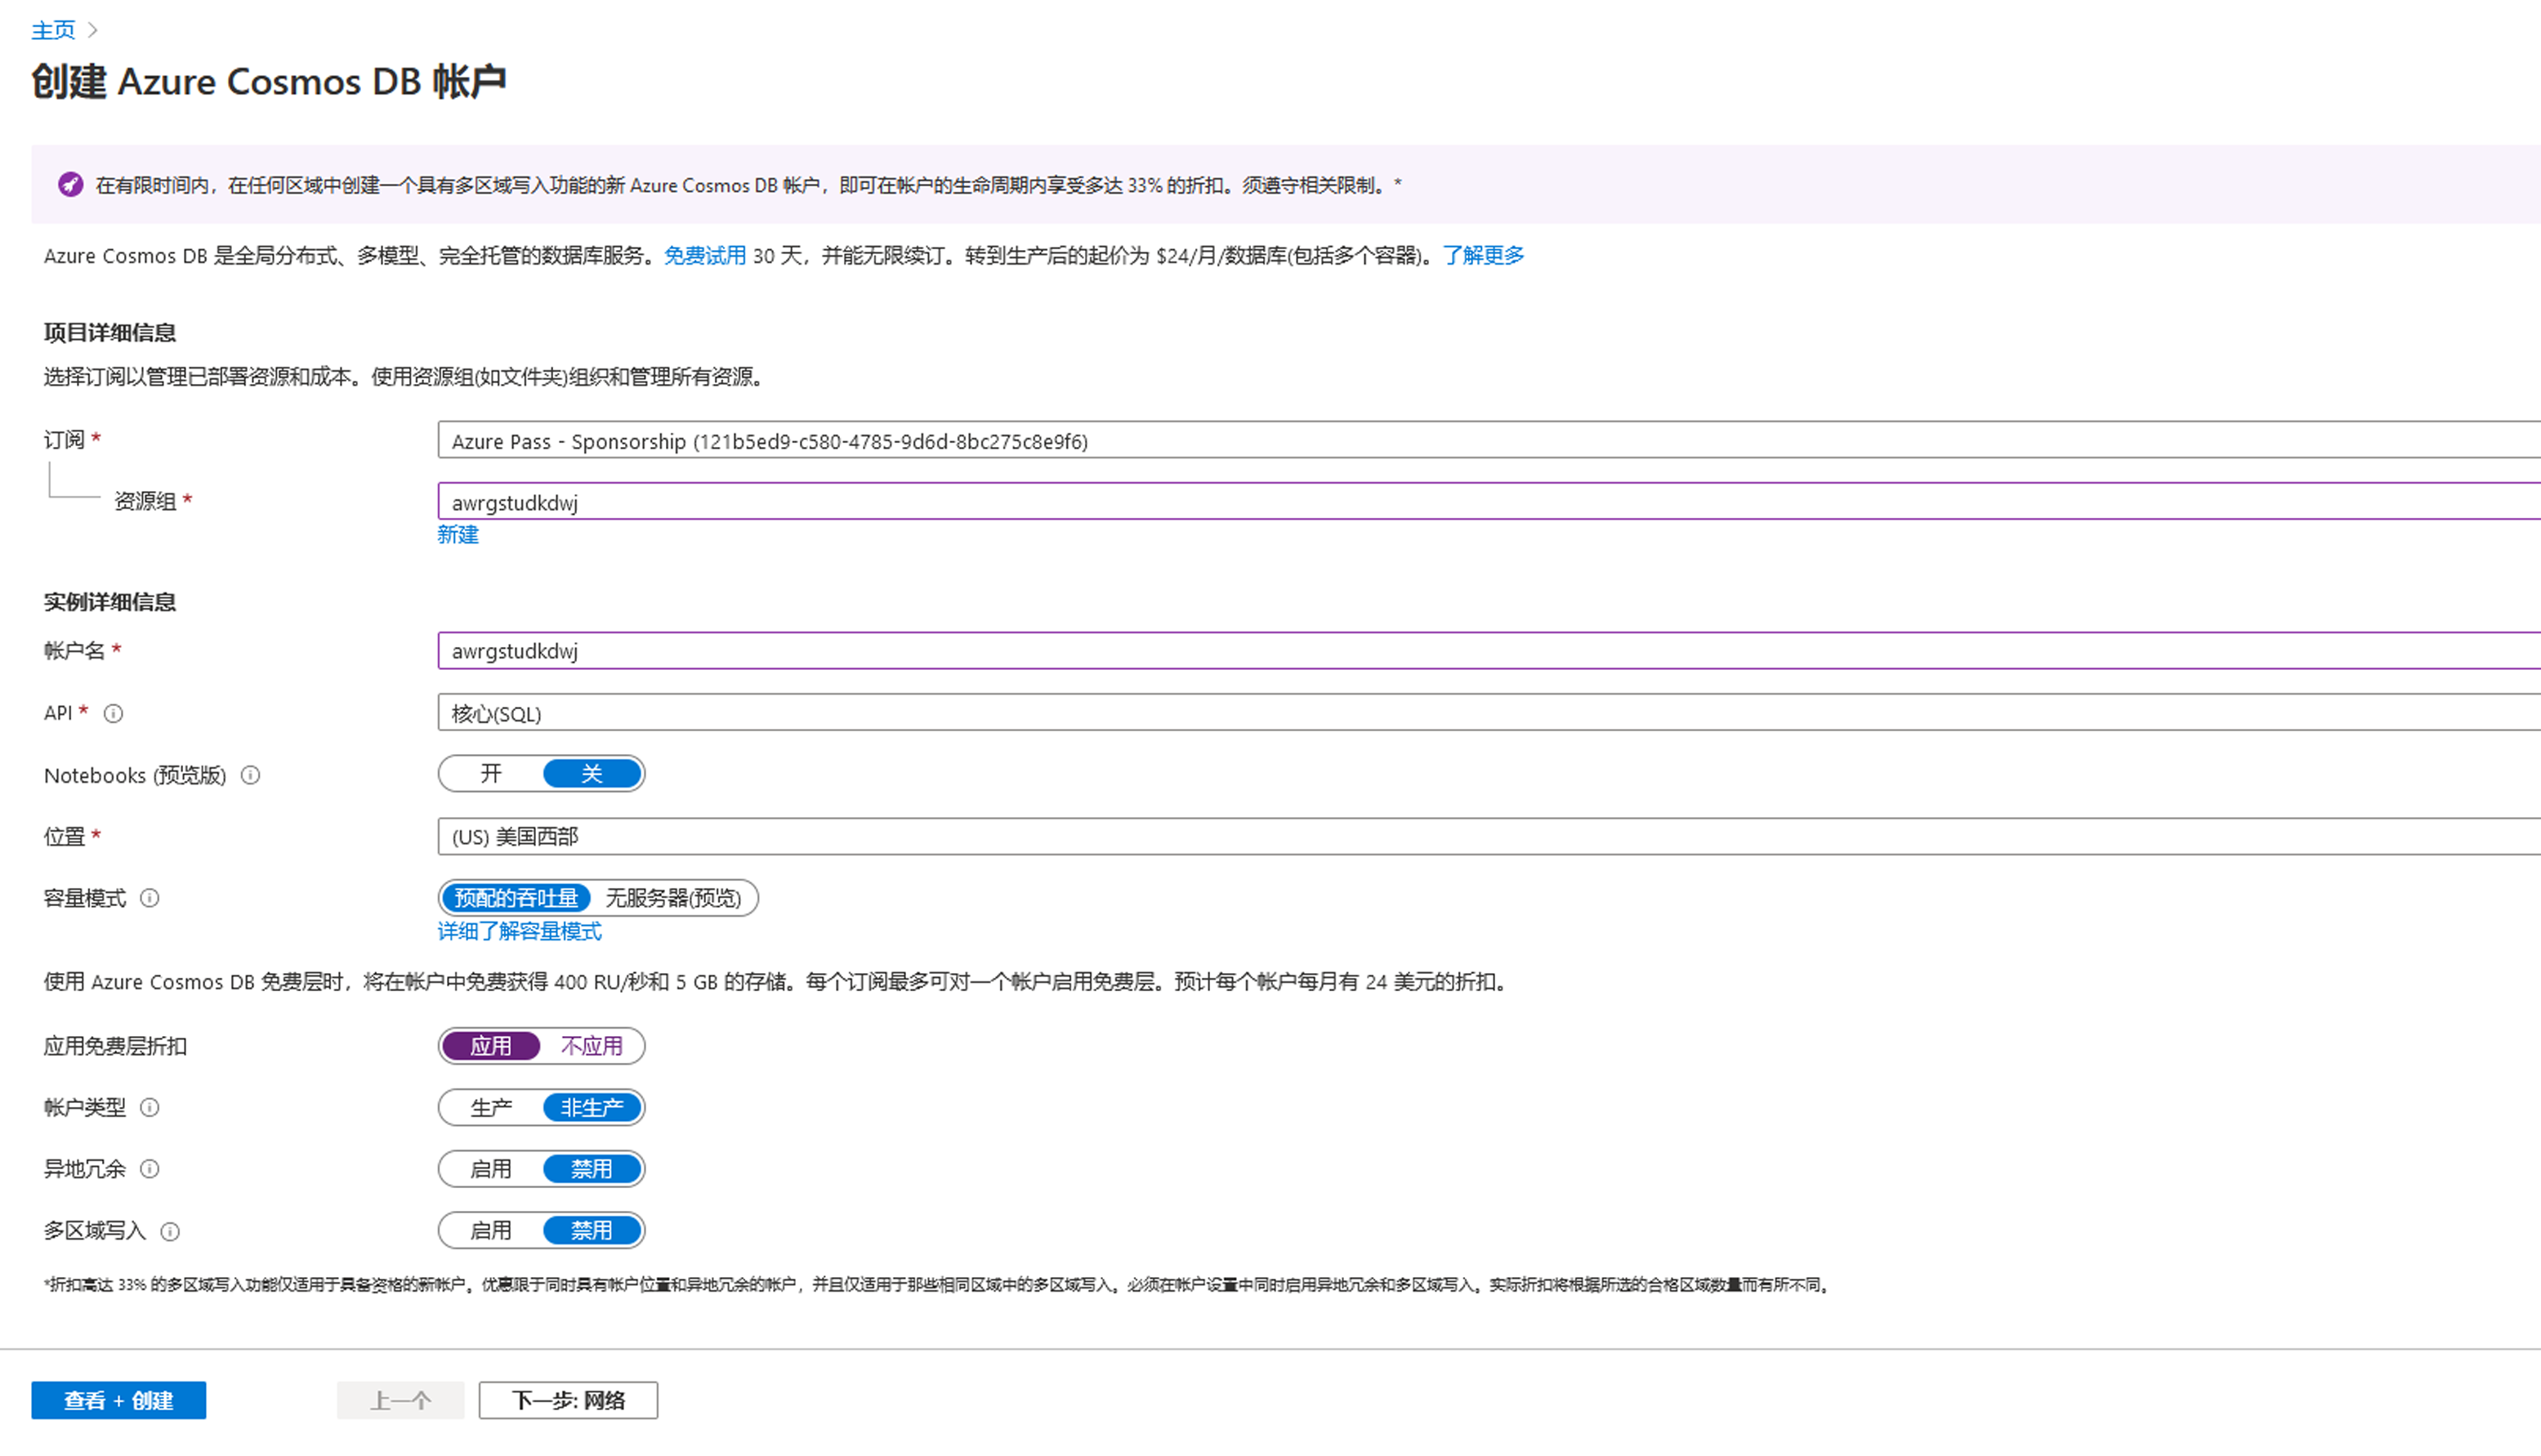 主页
创建 Azure Cosmos DB 帐户
在有限时间内，在任何区域中创建一个具有多区域写入功能的新 Azure Cosmos DB 帐户，即可在帐户的生命周期内享受多达 33% 的折扣。须遵守相关限制。*
Azure Cosmos DB 是全局分布式、多模型、完全托管的数据库服务。免费试用 30 天，并能无限续订。转到生产后的起价为 $24/月/数据库(包括多个容器)。了解更多
项目详细信息
选择订阅以管理已部署资源和成本。使用资源组(如文件夹)组织和管理所有资源。
订阅 * Azure Pass - Sponsorship (121b5ed9-c580-4785-9d6d-8bc275c8e9f6)
资源组 * awrgstudkdwj
新建
实例详细信息
帐户名 * awrgstudkdwj
API * 核心(SQL)
Notebooks (预览版) 开 关
位置 * (US) 美国西部
容量模式 预配的吞吐量 无服务器(预览)
详细了解容量模式
使用 Azure Cosmos DB 免费层时，将在帐户中免费获得 400 RU/秒和 5 GB 的存储。每个订阅最多可对一个帐户启用免费层。预计每个帐户每月有 24 美元的折扣。
应用免费层折扣 应用 不应用
帐户类型 生产 非生产
异地冗余 启用 禁用
多区域写入 启用 禁用
*折扣高达 33% 的多区域写入功能仅适用于具备资格的新帐户。优惠限于同时具有帐户位置和异地冗余的帐户，并且仅适用于那些相同区域中的多区域写入。必须在帐户设置中同时启用异地冗余和多区域写入。实际折扣将根据所选的合格区域数量而有所不同。
查看 + 创建 上一个 下一步: 网络